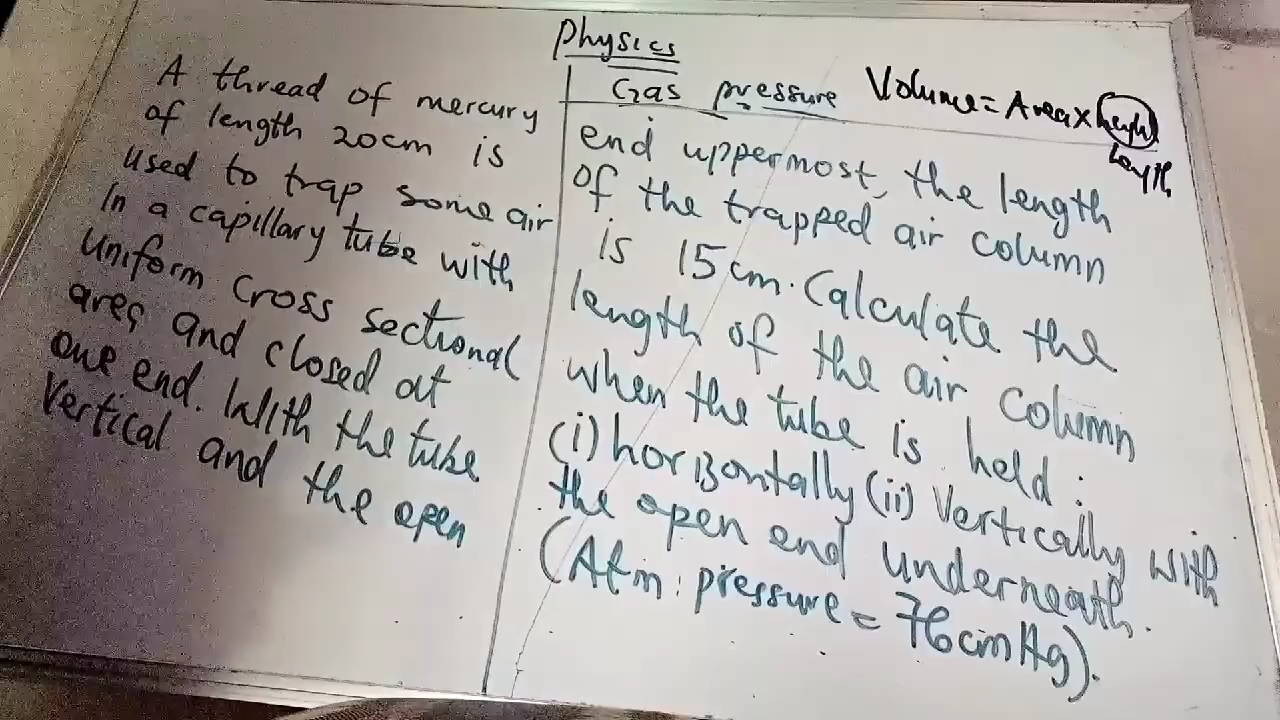 Physics
Gas pressure
Volume = Area x height
length
A thread of mercury
of length 20cm is
used to trap some air
in a capillary tube with
uniform cross sectional
area and closed at
one end. With the tube
vertical and the open
end uppermost, the length
of the trapped air column
is 15cm. Calculate the
length of the air column
when the tube is held:
(i) horizontally (ii) vertically with
the open end underneath.
(Atm: pressure = 76cmHg).